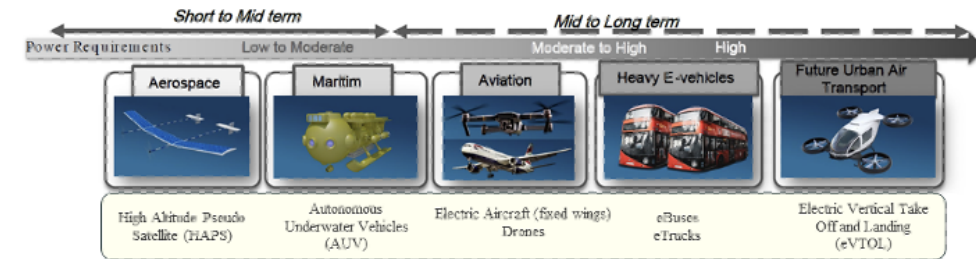 Short to Mid term
Mid to Long term
Power Requirements
Low to Moderate
Moderate to High
High
Aerospace
Maritim
Aviation
Heavy E-vehicles
Future Urban Air
Transport
High Altitude Pseudo
Satellite (HAPS)
Autonomous
Underwater Vehicles
(AUV)
Electric Aircraft (fixed wings)
Drones
eBuses
eTrucks
Electric Vertical Take
Off and Landing
(eVTOL)